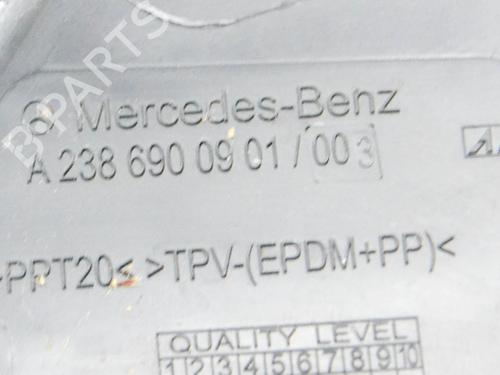 B-PARTS
Mercedes-Benz
A 238 690 09 01 / 00 3
PPT20< >TPV-(EPDM+PP)<
QUALITY LEVEL
1 2 3 4 5 6 7 8 9 10